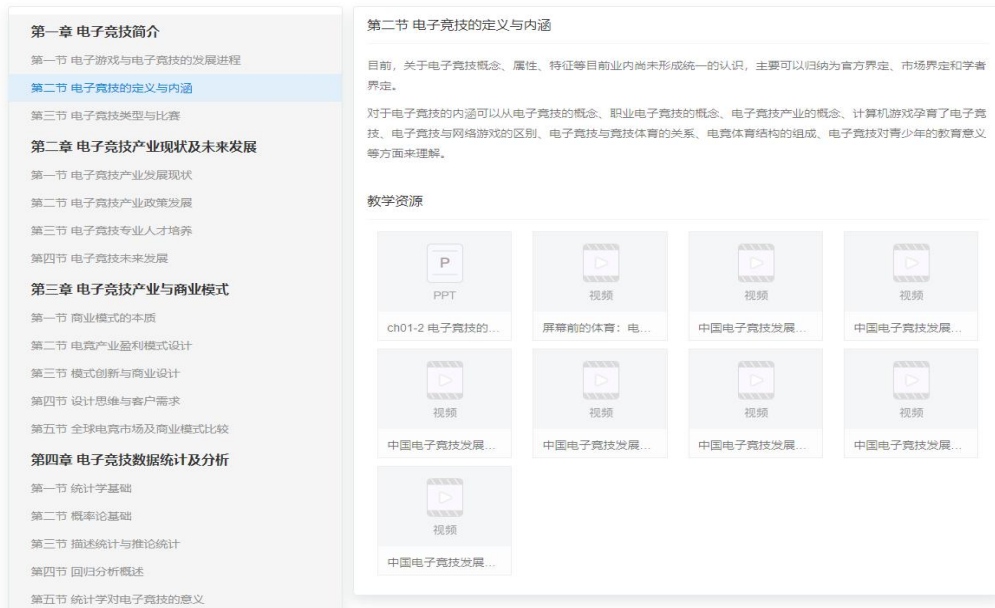 第一章 电子竞技简介
第一节 电子游戏与电子竞技的发展进程
第二节 电子竞技的定义与内涵
第三节 电子竞技类型与比赛
第二章 电子竞技产业现状及未来发展
第一节 电子竞技产业发展现状
第二节 电子竞技产业政策发展
第三节 电子竞技专业人才培养
第四节 电子竞技未来发展
第三章 电子竞技产业与商业模式
第一节 商业模式的本质
第二节 电竞产业盈利模式设计
第三节 模式创新与商业设计
第四节 设计思维与客户需求
第五节 全球电竞市场及商业模式比较
第四章 电子竞技数据统计及分析
第一节 统计学基础
第二节 概率论基础
第三节 描述统计与推论统计
第四节 回归分析概述
第五节 统计学对电子竞技的意义
第二节 电子竞技的定义与内涵
目前，关于电子竞技概念、属性、特征等目前业内尚未形成统一的认识，主要可以归纳为官方界定、市场界定和学者
界定。
对于电子竞技的内涵可以从电子竞技的概念、职业电子竞技的概念、电子竞技产业的概念、计算机游戏孕育了电子竞
技、电子竞技与网络游戏的区别、电子竞技与竞技体育的关系、电竞体育结构的组成、电子竞技对青少年的教育意义
等方面来理解。
教学资源
P
PPT
ch01-2 电子竞技的...
视频
屏幕前的体育：电...
视频
中国电子竞技发展...
视频
中国电子竞技发展...
视频
中国电子竞技发展...
视频
中国电子竞技发展...
视频
中国电子竞技发展...
视频
中国电子竞技发展...
视频
中国电子竞技发展...